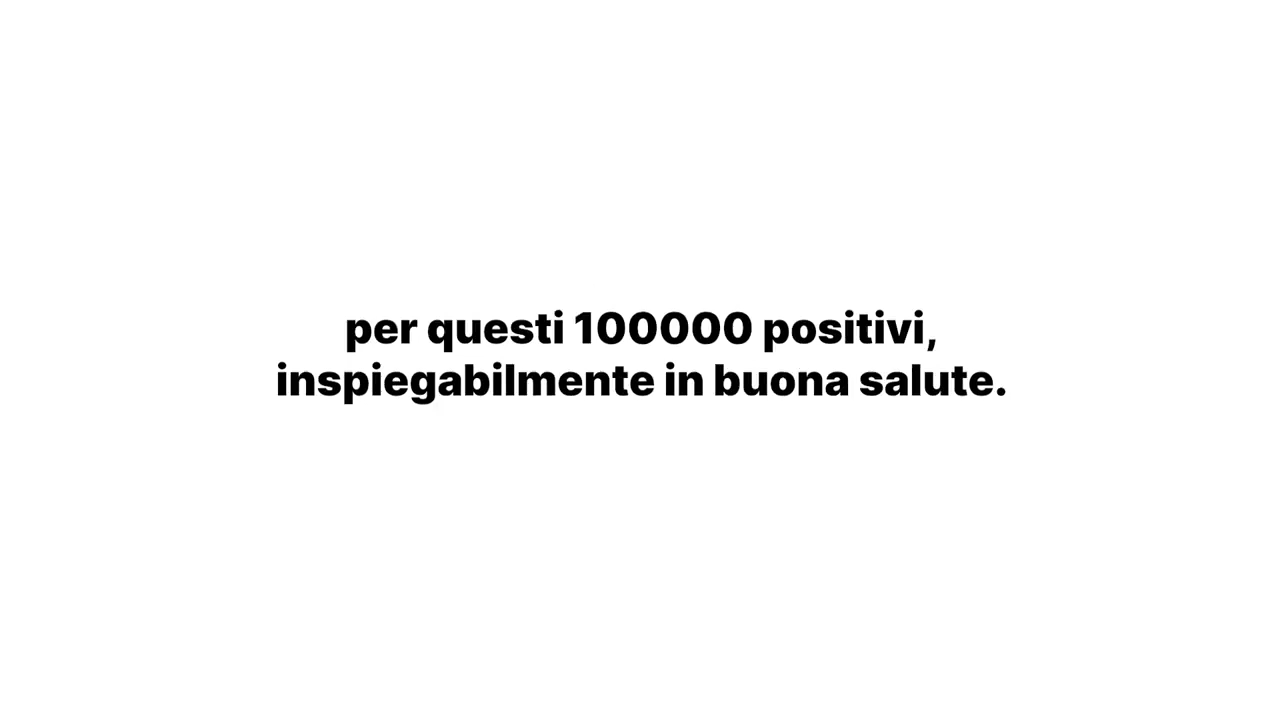 per questi 100000 positivi,
inspiegabilmente in buona salute.